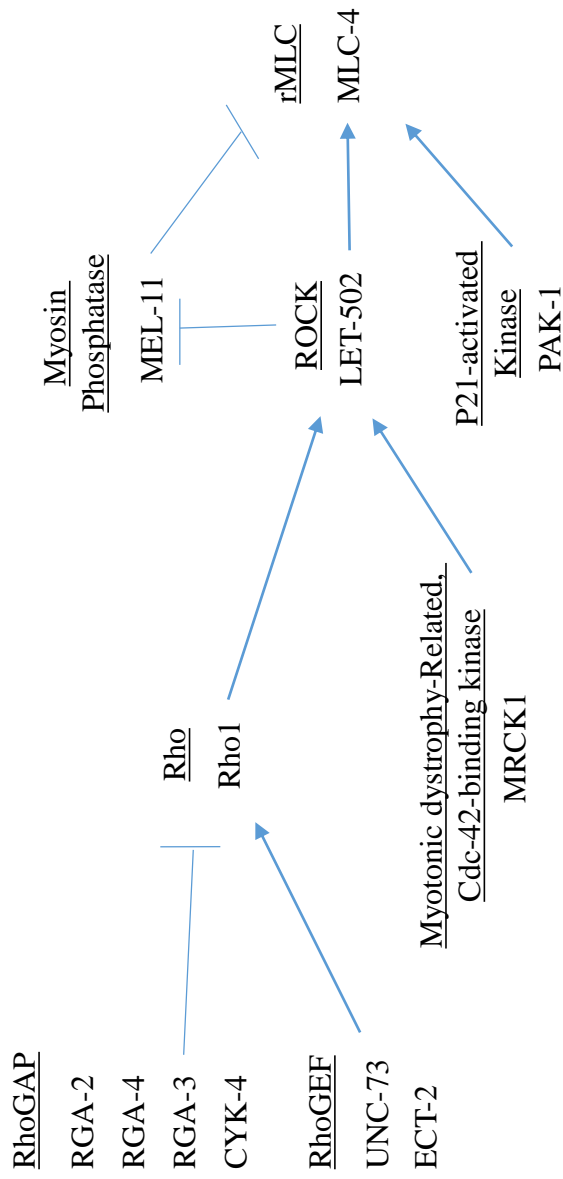 RhoGAP
RGA-2
RGA-4
RGA-3
CYK-4
RhoGEF
UNC-73
ECT-2
Rho
Rho1
Myotonic dystrophy-Related,
Cdc-42-binding kinase
MRCK1
Myosin
Phosphatase
MEL-11
ROCK
LET-502
P21-activated
Kinase
PAK-1
rMLC
MLC-4